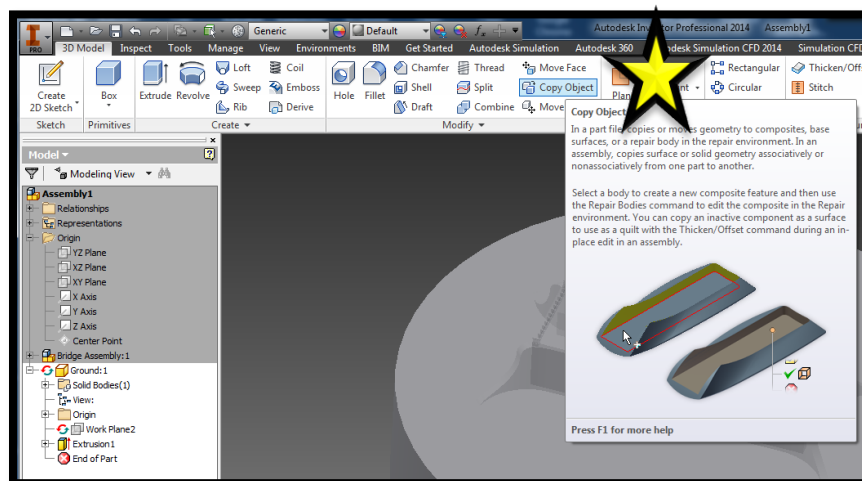 Generic
Default
Autodesk Inventor Professional 2014 Assembly1
PRO
3D Model Inspect Tools Manage View Environments BIM Get Started Autodesk Simulation Autodesk 360 Autodesk Simulation CFD 2014 Simulation CFD
Create
2D Sketch
Box
Extrude Revolve
Loft
Sweep
Rib
Coil
Emboss
Derive
Hole Fillet
Chamfer
Shell
Draft
Thread
Split
Combine
Move Face
Copy Object
Move
Rectangular
Circular
Thicken/Off
Stitch
Sketch Primitives Create Modify
Model
Modeling View
Assembly1
Relationships
Representations
Origin
YZ Plane
XZ Plane
XY Plane
X Axis
Y Axis
Z Axis
Center Point
Bridge Assembly:1
Ground:1
Solid Bodies(1)
View:
Origin
Work Plane2
Extrusion1
End of Part
Copy Object
In a part file, copies or moves geometry to composites, base
surfaces, or a repair body in the repair environment. In an
assembly, copies surface or solid geometry associatively or
nonassociatively from one part to another.
Select a body to create a new composite feature and then use
the Repair Bodies command to edit the composite in the Repair
environment. You can copy an inactive component as a surface
to use as a quilt with the Thicken/Offset command during an in-
place edit in an assembly.
Press F1 for more help